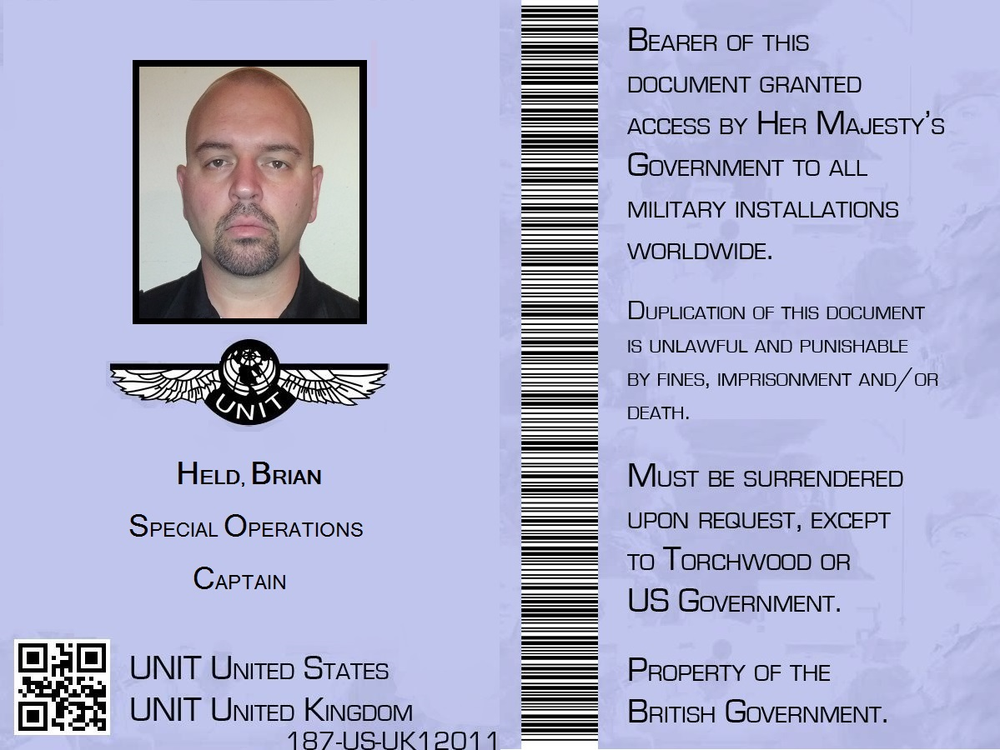 UNIT
Held, Brian
Special Operations
Captain
UNIT United States
UNIT United Kingdom
187-US-UK12011
Bearer of this
document granted
access by Her Majesty's
Government to all
military installations
worldwide.
Duplication of this document
is unlawful and punishable
by fines, imprisonment and/or
death.
Must be surrendered
upon request, except
to Torchwood or
US Government.
Property of the
British Government.